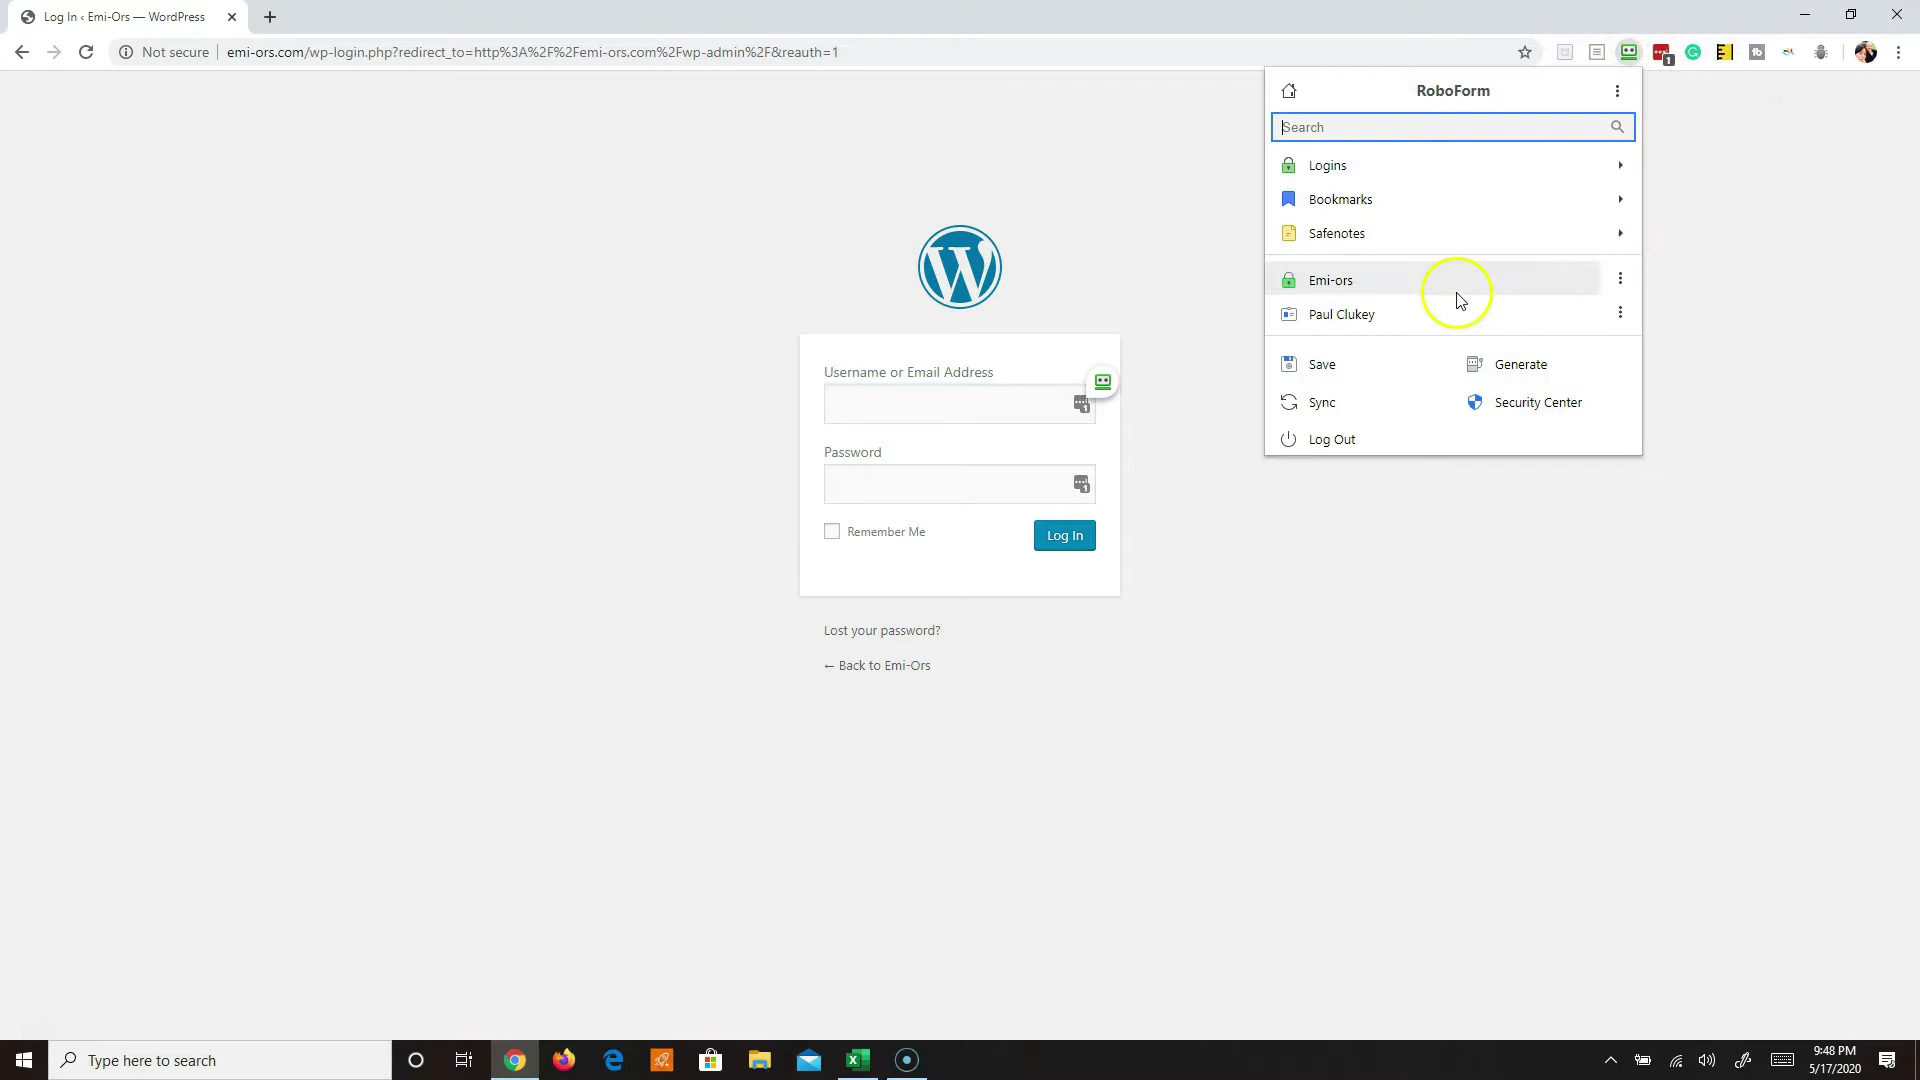 Log In ‹ Emi-Ors — WordPress
Not secure
emi-ors.com/wp-login.php?redirect_to=http%3A%2F%2Femi-ors.com%2Fwp-admin%2F&reauth=1
1
RoboForm
Search
Logins
Bookmarks
Safenotes
Emi-ors
Paul Clukey
Save
Generate
Sync
Security Center
Log Out
Username or Email Address
1
Password
1
Remember Me
Log In
Lost your password?
← Back to Emi-Ors
Type here to search
9:48 PM
5/17/2020